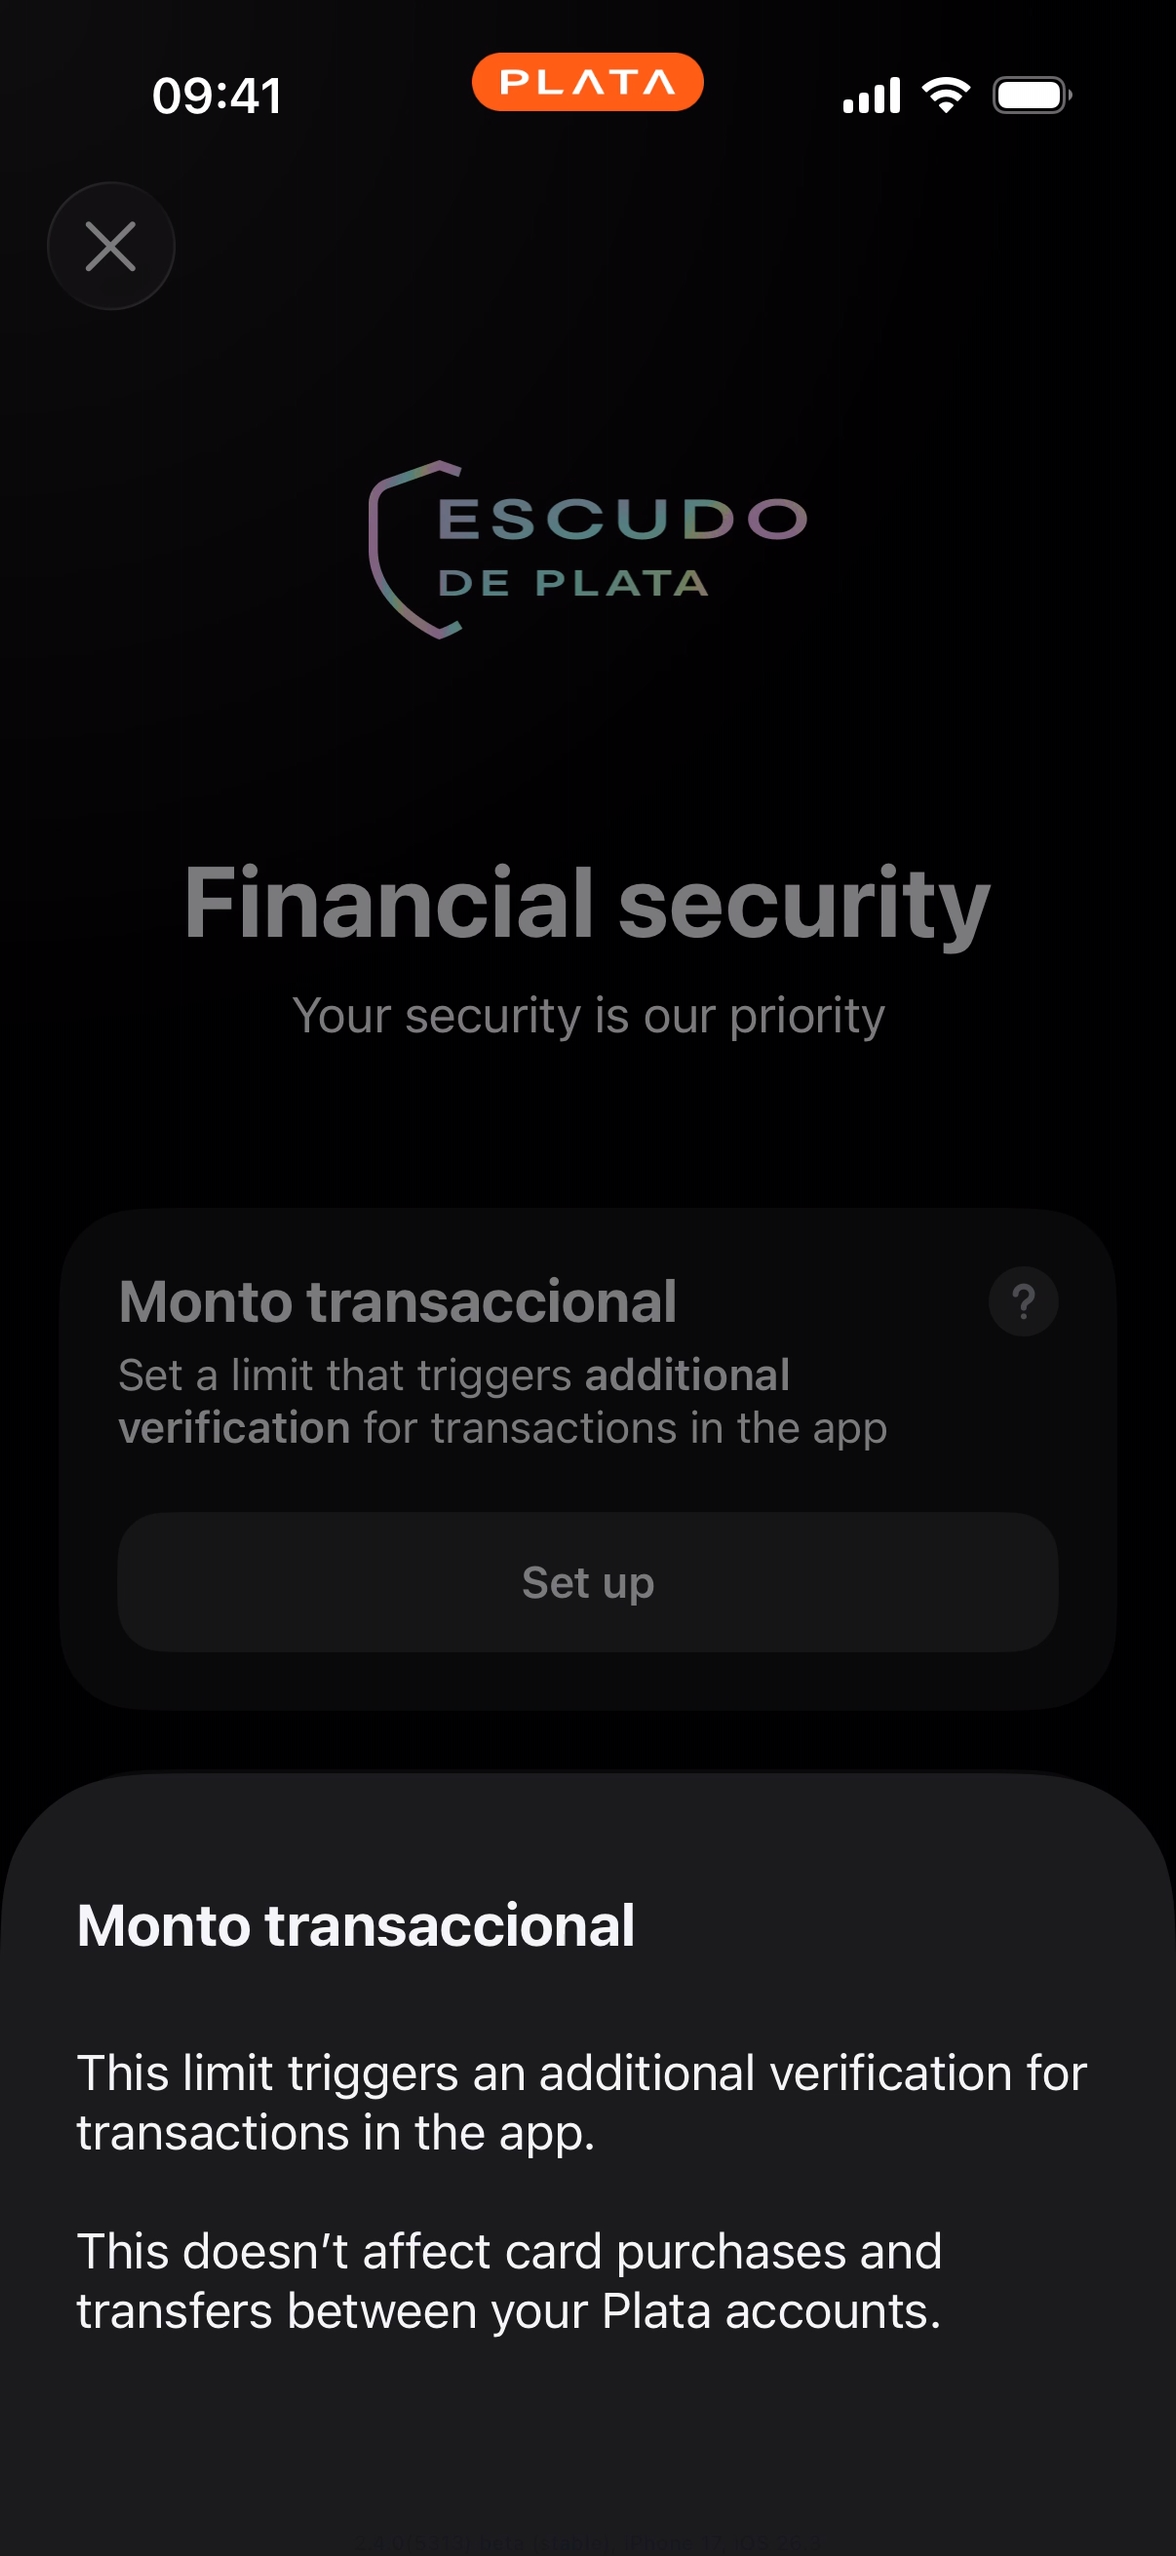 09:41
PLATA
ESCUDO
DE PLATA
Financial security
Your security is our priority
Monto transaccional
?
Set a limit that triggers additional
verification for transactions in the app
Set up
Monto transaccional
This limit triggers an additional verification for
transactions in the app.
This doesn’t affect card purchases and
transfers between your Plata accounts.